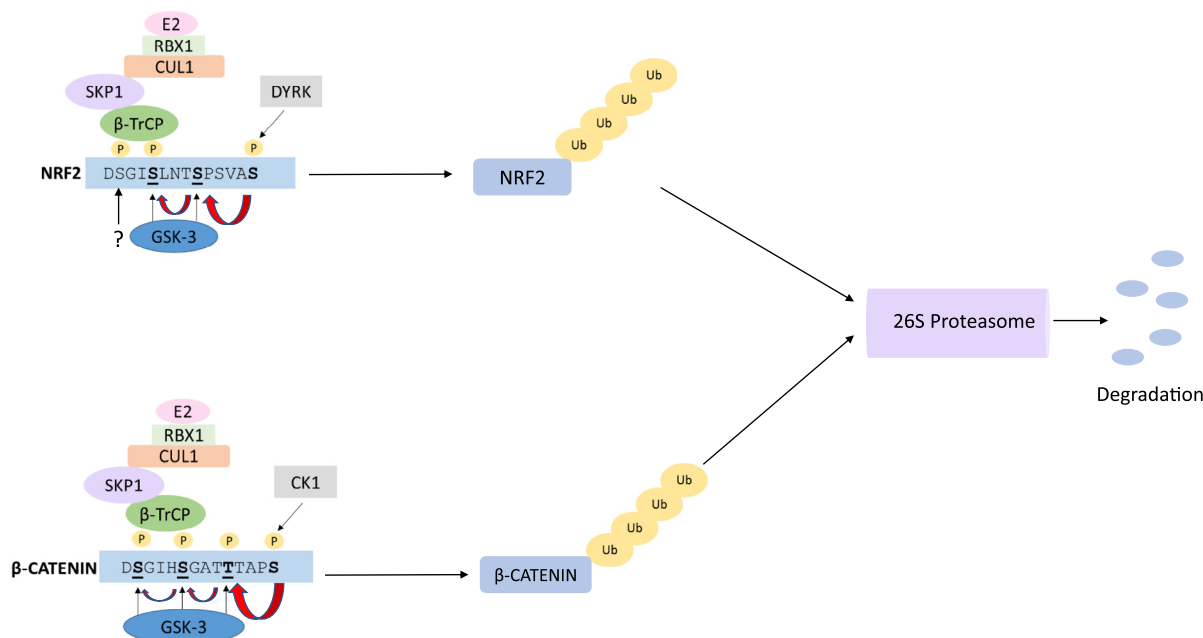 E2
RBX1
CUL1
SKP1
β-TrCP
DYRK
P P P
NRF2 DSGISLNTSPSVAS
?
GSK-3
NRF2
Ub
Ub
Ub
Ub
26S Proteasome
Degradation
E2
RBX1
CUL1
SKP1
β-TrCP
CK1
P P P P
β-CATENIN DSGIHSGATTTAPS
GSK-3
β-CATENIN
Ub
Ub
Ub
Ub